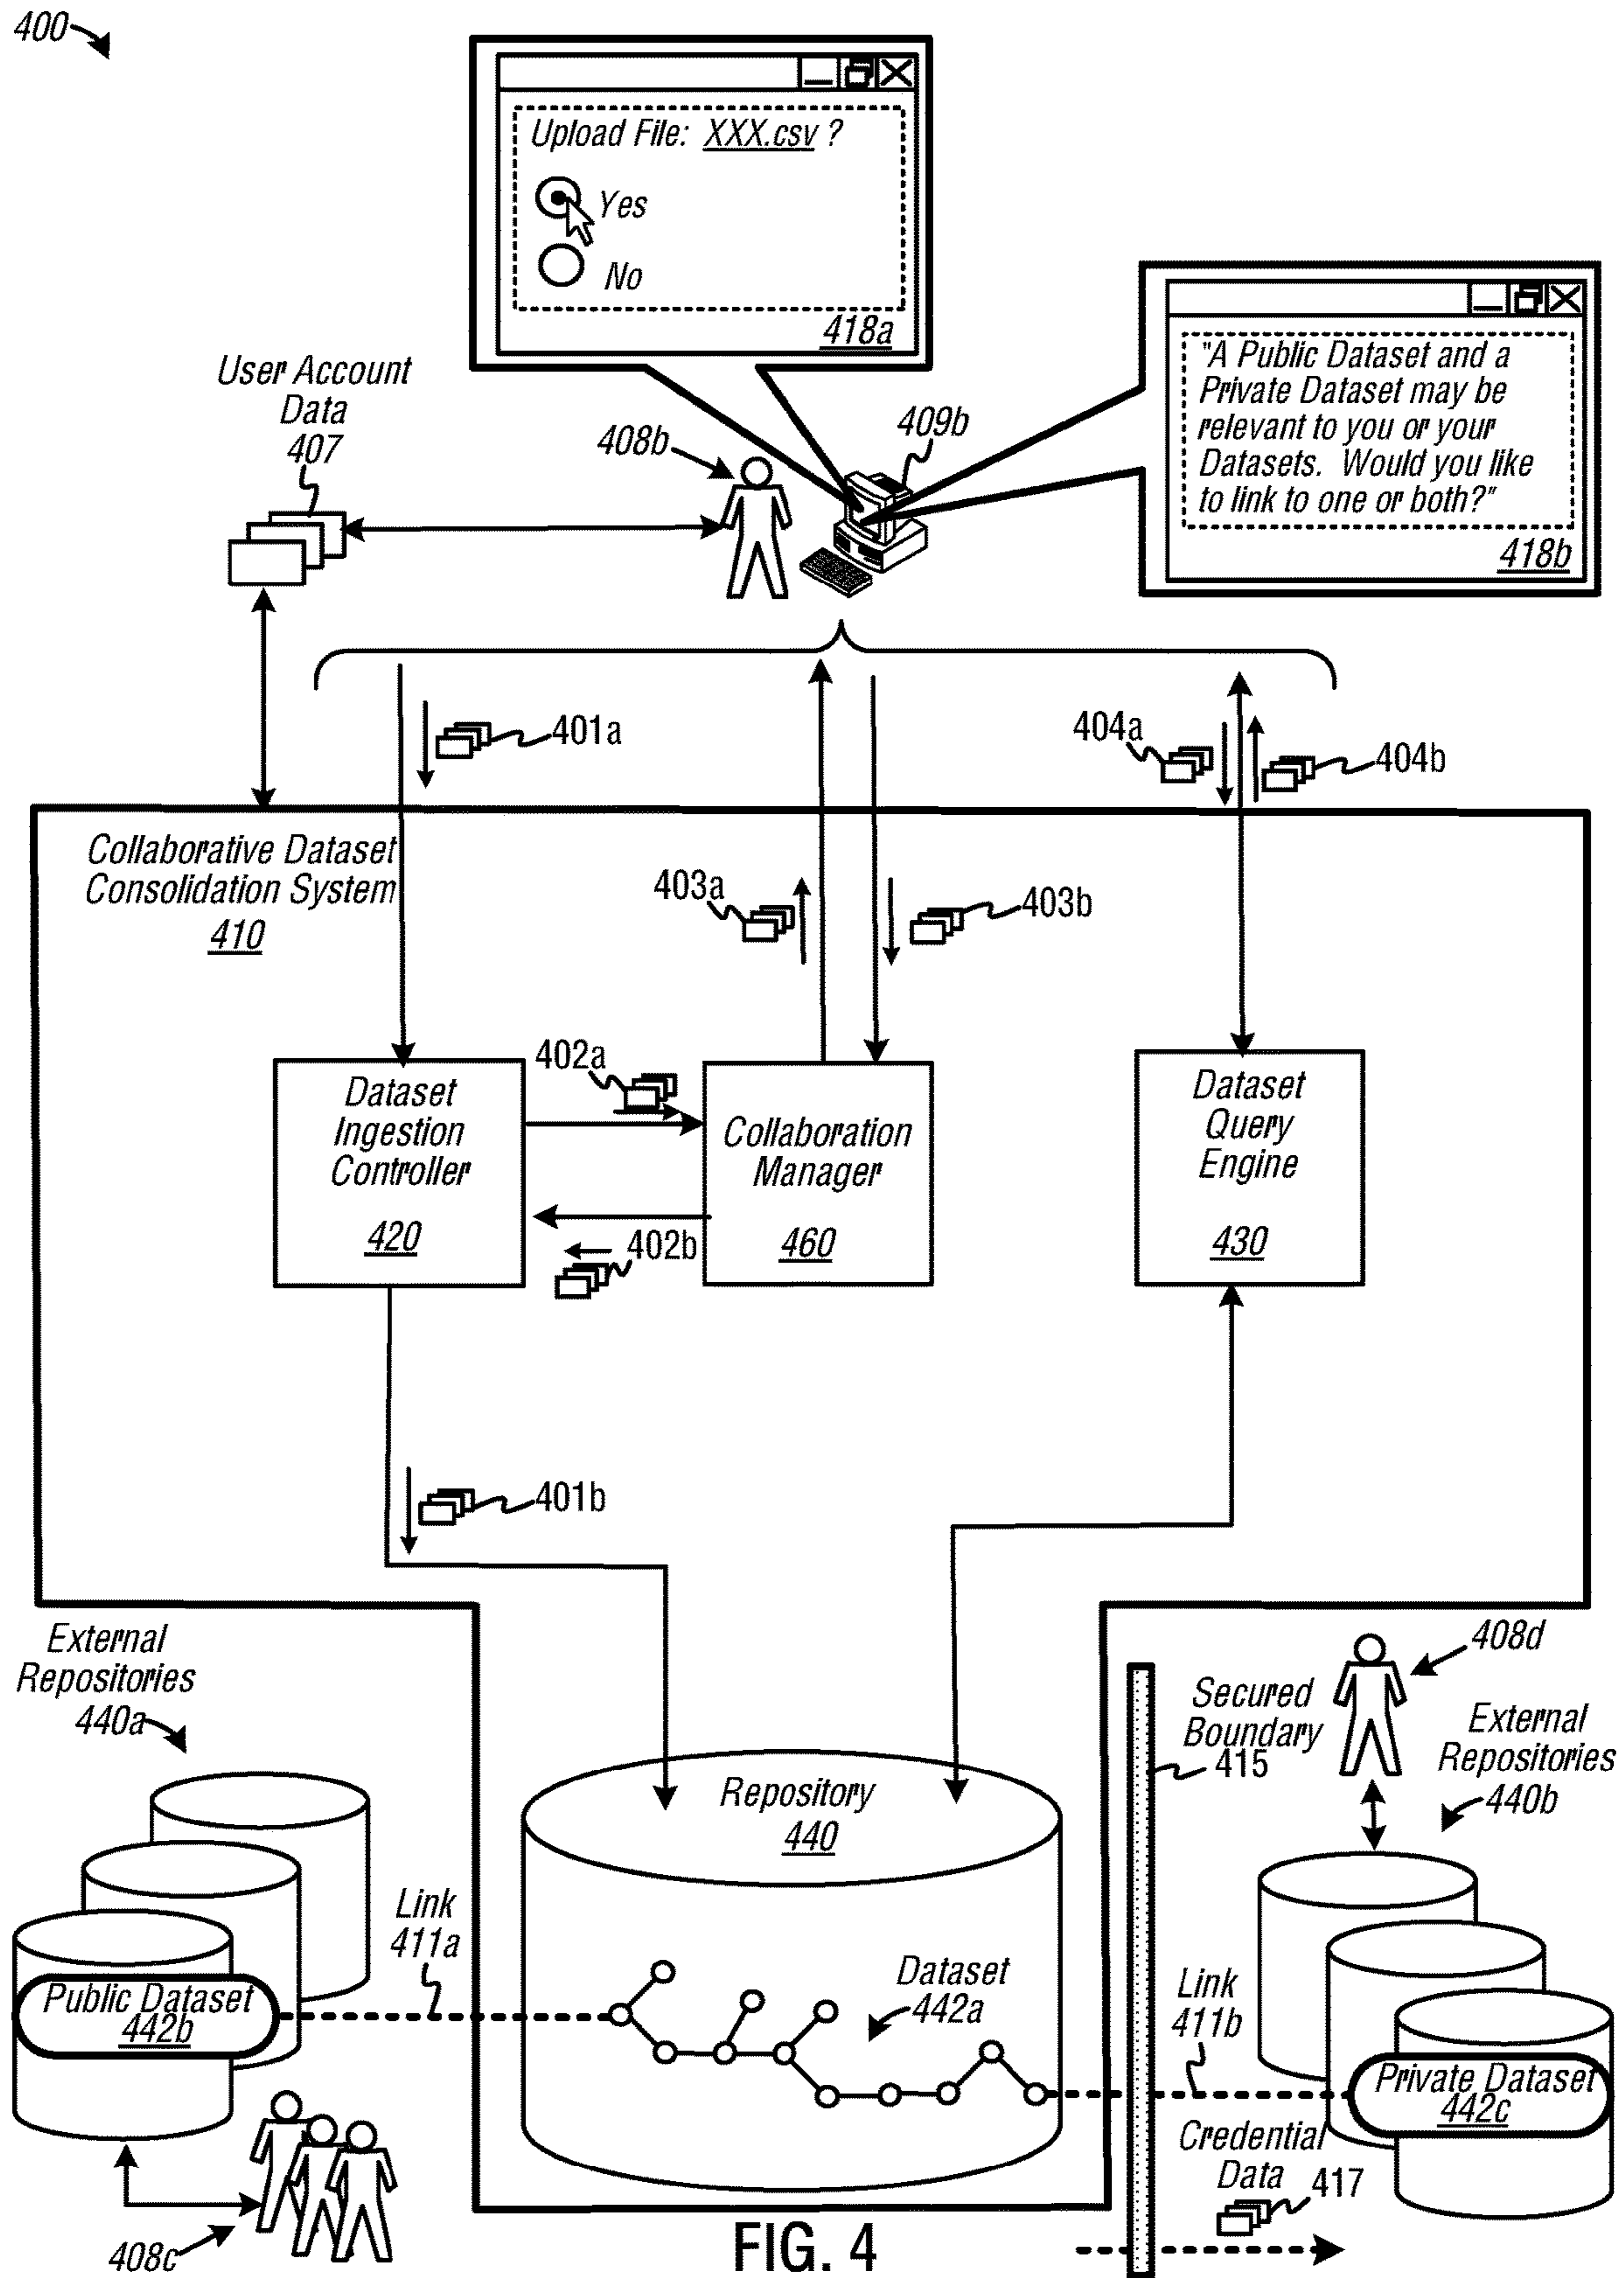 400
Upload File: XXX.csv ?
Yes
No
418a
"A Public Dataset and a
Private Dataset may be
relevant to you or your
Datasets. Would you like
to link to one or both?"
418b
User Account
Data
407
408b
409b
401a
404a
404b
Collaborative Dataset
Consolidation System
410
403a
403b
402a
Dataset
Ingestion
Controller
420
Collaboration
Manager
460
Dataset
Query
Engine
430
402b
401b
External
Repositories
440a
408d
Secured
Boundary
415
External
Repositories
440b
Repository
440
Link
411a
Public Dataset
442b
Dataset
442a
Link
411b
Private Dataset
442c
Credential
Data
417
408c
FIG. 4